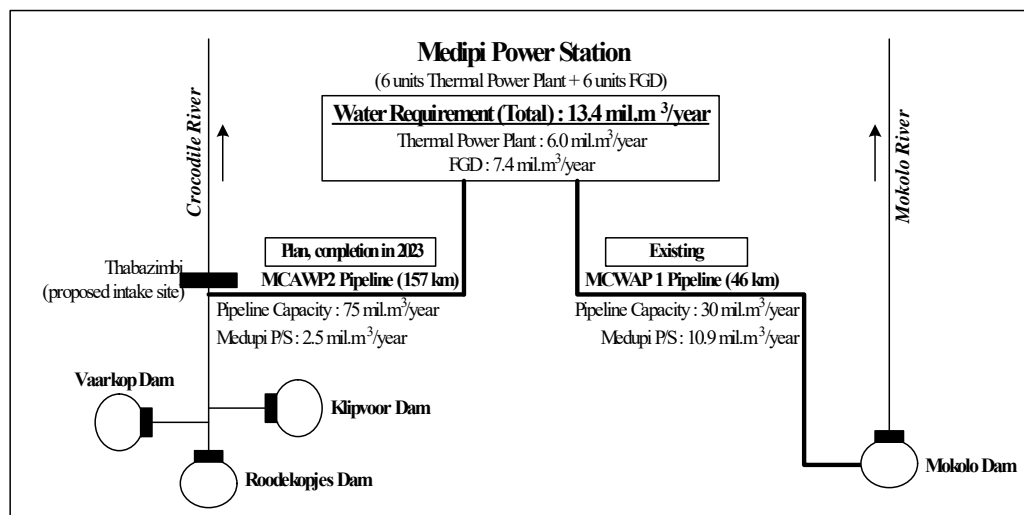 Medipi Power Station
(6 units Thermal Power Plant + 6 units FGD)
Water Requirement (Total) : 13.4 mil.m ³/year
Thermal Power Plant : 6.0 mil.m³/year
FGD : 7.4 mil.m³/year
Crocodile River
Mokolo River
Plan, completion in 2023
MCAWP2 Pipeline (157 km)
Pipeline Capacity : 75 mil.m³/year
Medupi P/S : 2.5 mil.m³/year
Existing
MCWAP 1 Pipeline (46 km)
Pipeline Capacity : 30 mil.m³/year
Medupi P/S : 10.9 mil.m³/year
Thabazimbi
(proposed intake site)
Vaarkop Dam
Klipvoor Dam
Roodekopjes Dam
Mokolo Dam